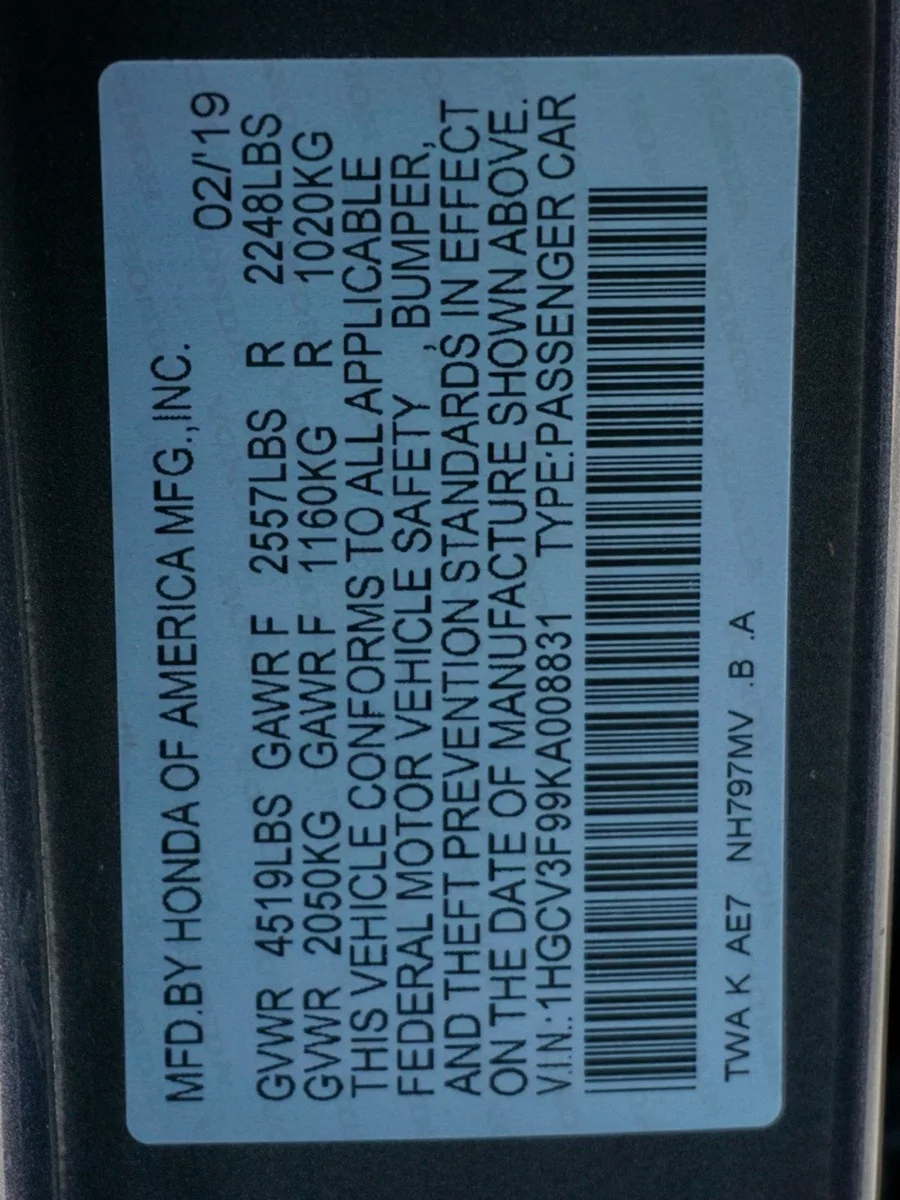 MFD.BY HONDA OF AMERICA MFG.,INC. 02/'19
GVWR 4519LBS GAWR F 2557LBS R 2248LBS
GVWR 2050KG GAWR F 1160KG R 1020KG
THIS VEHICLE CONFORMS TO ALL APPLICABLE
FEDERAL MOTOR VEHICLE SAFETY , BUMPER,
AND THEFT PREVENTION STANDARDS IN EFFECT
ON THE DATE OF MANUFACTURE SHOWN ABOVE.
V.I.N.:1HGCV3F99KA008831 TYPE:PASSENGER CAR
TWA K AE7 NH797MV .B .A